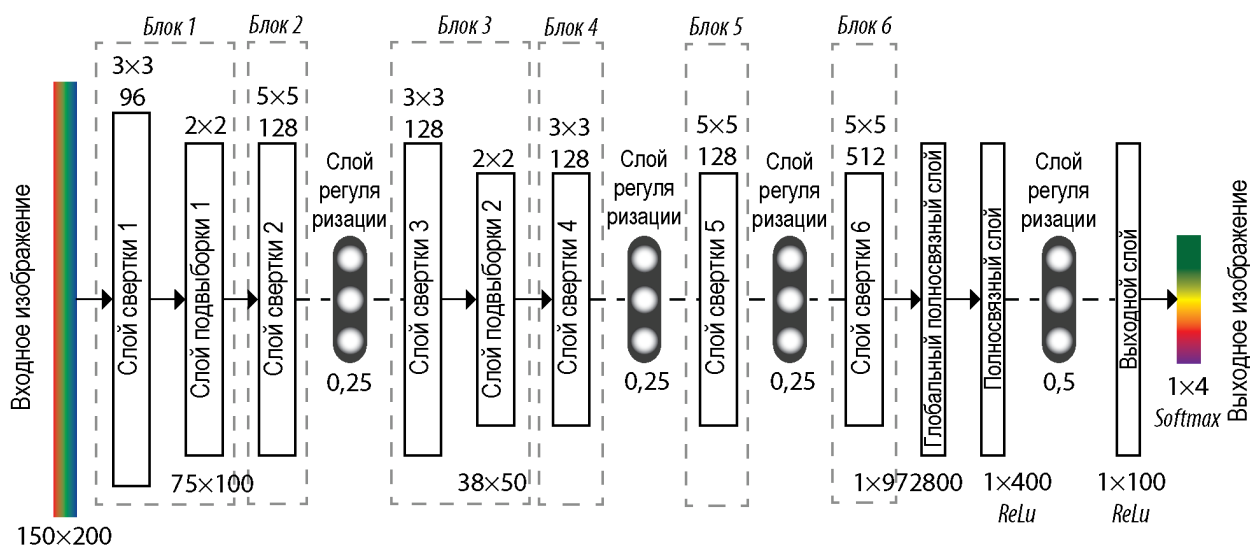 Блок 1
Блок 2
Блок 3
Блок 4
Блок 5
Блок 6
Входное изображение
150×200
3×3
96
Слой свертки 1
2×2
Слой подвыборки 1
75×100
5×5
128
Слой свертки 2
Слой
регуля
ризации
0,25
3×3
128
Слой свертки 3
2×2
Слой подвыборки 2
38×50
3×3
128
Слой свертки 4
Слой
регуля
ризации
0,25
5×5
128
Слой свертки 5
Слой
регуля
ризации
0,25
5×5
512
Слой свертки 6
Глобальный полносвязный слой
1×972800
Полносвязный слой
1×400
ReLu
Слой
регуля
ризации
0,5
Выходной слой
1×100
ReLu
1×4
Softmax
Выходное изображение